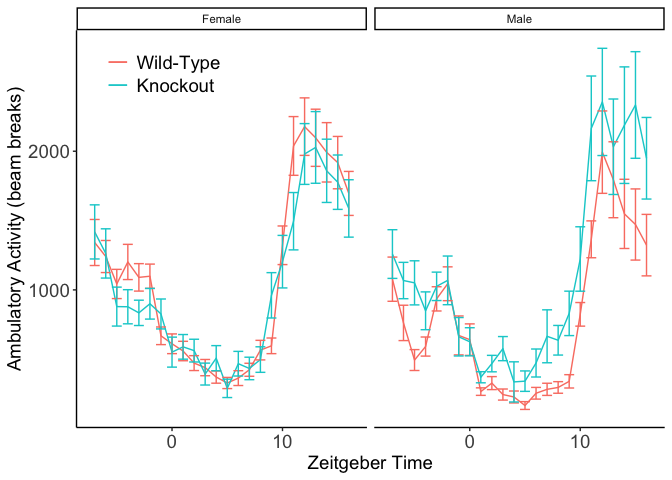 Female
Male
Wild-Type
Knockout
Ambulatory Activity (beam breaks)
2000
1000
0
10
0
10
Zeitgeber Time